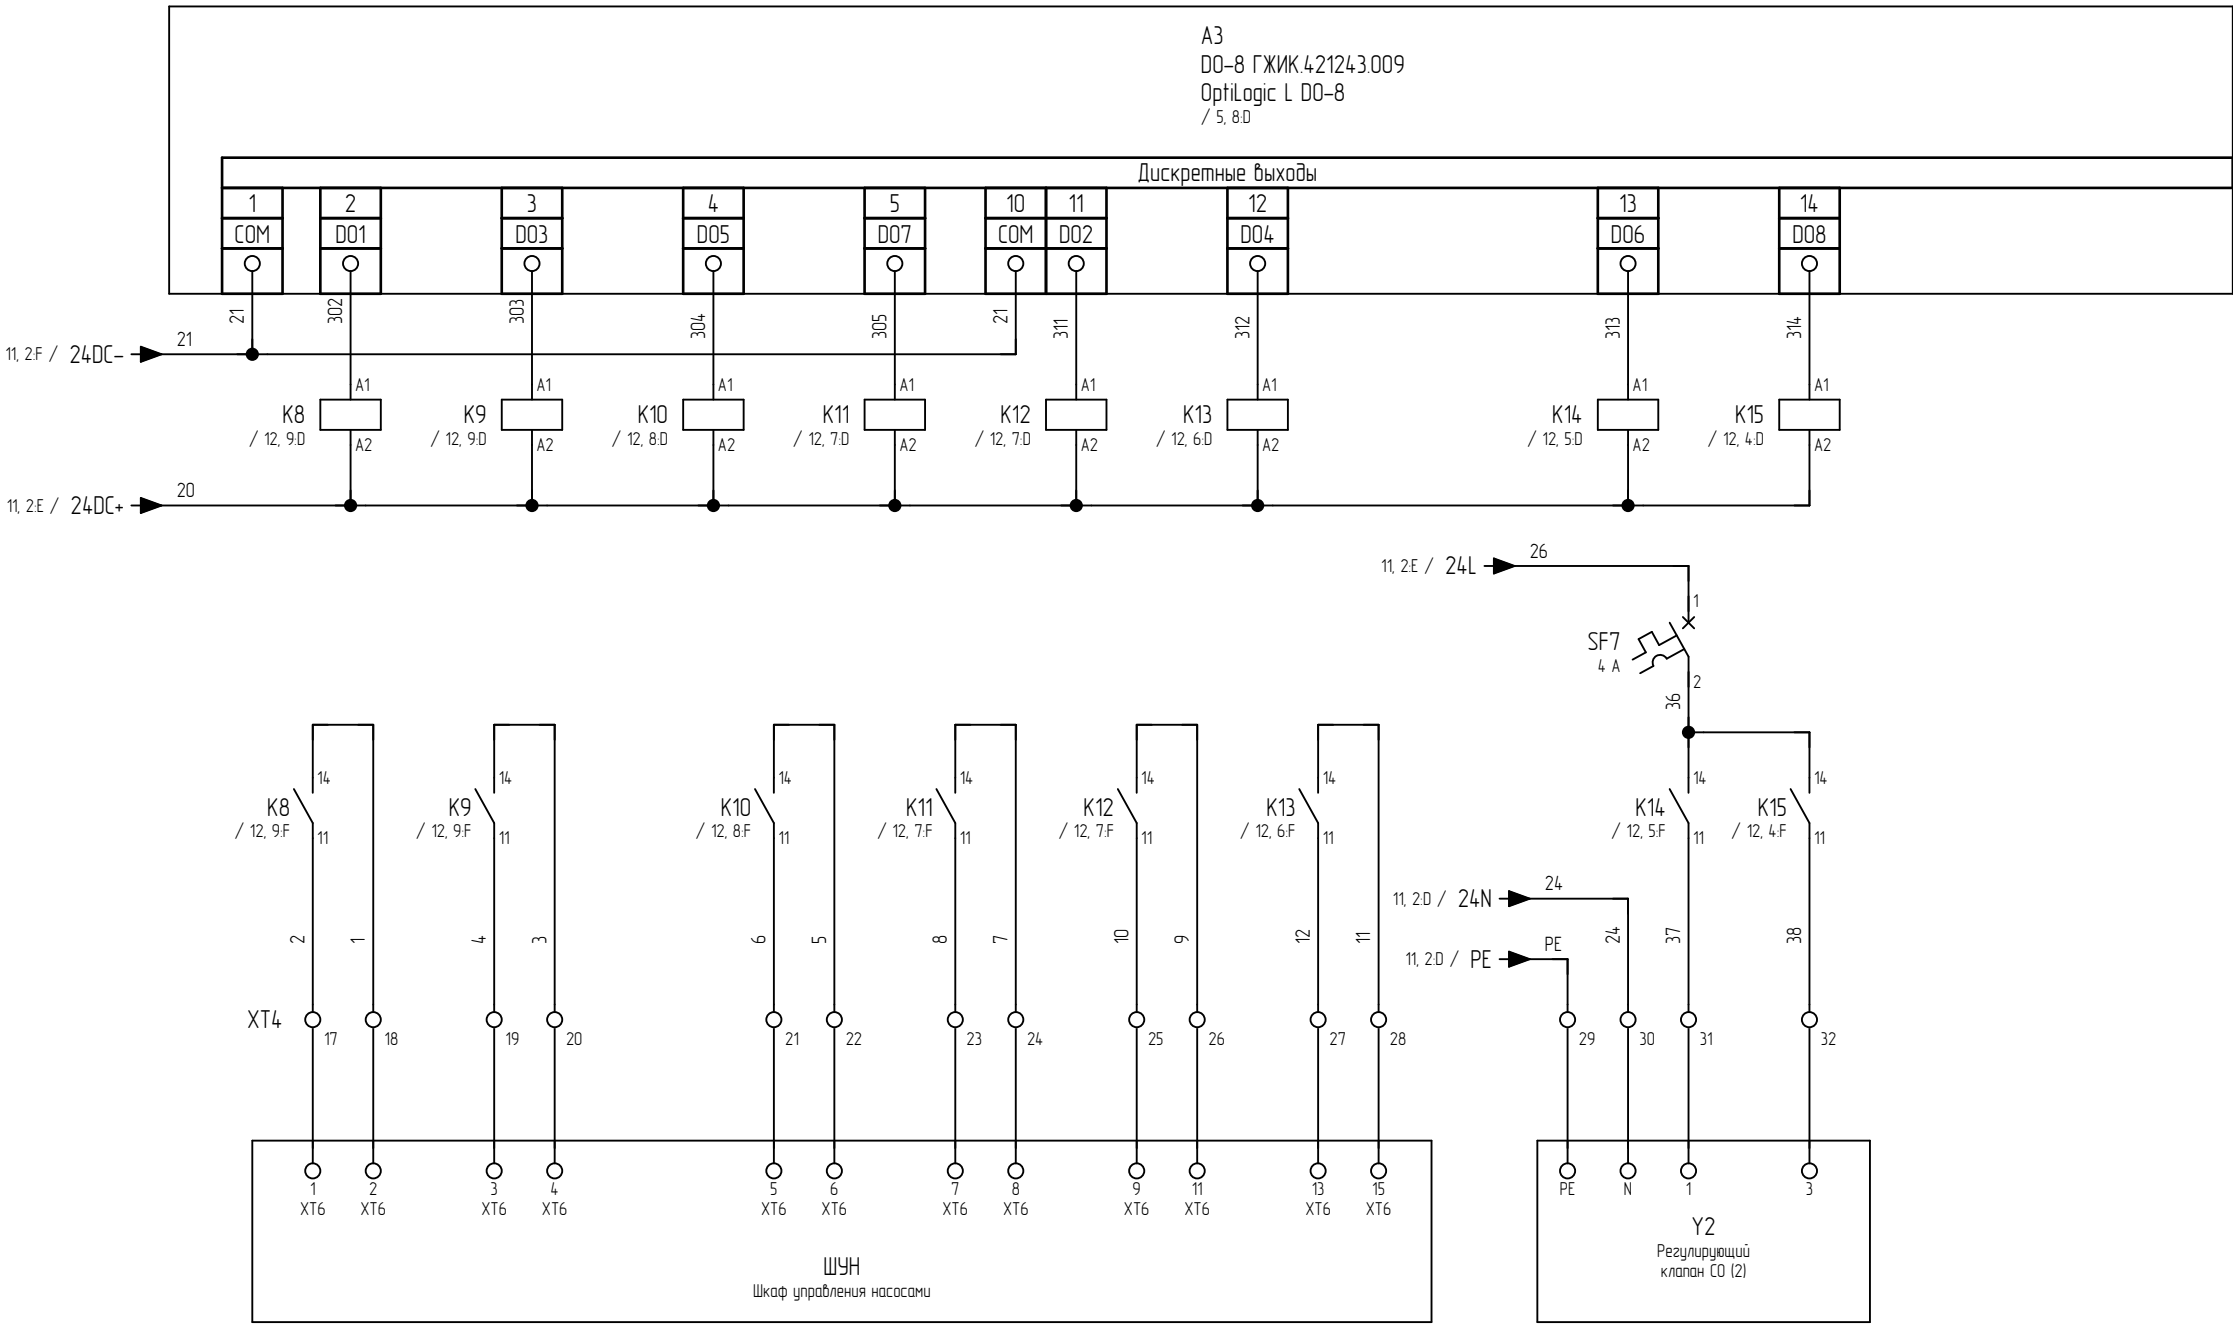 A3
DO-8 ГЖИК.421243.009
OptiLogic L DO-8
/ 5, 8:D
Дискретные выходы
1 2 3 4 5 10 11 12 13 14
COM DO1 DO3 DO5 DO7 COM DO2 DO4 DO6 DO8
21 302 303 304 305 21 311 312 313 314
11, 2:F / 24DC- 21
A1 A1 A1 A1 A1 A1 A1 A1
K8 K9 K10 K11 K12 K13 K14 K15
/ 12, 9:D / 12, 9:D / 12, 8:D / 12, 7:D / 12, 7:D / 12, 6:D / 12, 5:D / 12, 4:D
A2 A2 A2 A2 A2 A2 A2 A2
11, 2:E / 24DC+ 20
11, 2:E / 24L 26
1
SF7
4 A
2
36
14 14 14 14 14 14 14 14
K8 K9 K10 K11 K12 K13 K14 K15
/ 12, 9:F / 12, 9:F / 12, 8:F / 12, 7:F / 12, 7:F / 12, 6:F / 12, 5:F / 12, 4:F
11 11 11 11 11 11 11 11
11, 2:D / 24N 24
2 1 4 3 6 5 8 7 10 9 12 11 24 37 38
11, 2:D / PE PE
XT4
17 18 19 20 21 22 23 24 25 26 27 28 29 30 31 32
1 2 3 4 5 6 7 8 9 11 13 15 PE N 1 3
XT6 XT6 XT6 XT6 XT6 XT6 XT6 XT6 XT6 XT6 XT6 XT6
ШУН
Шкаф управления насосами
Y2
Регулирующий
клапан СО (2)